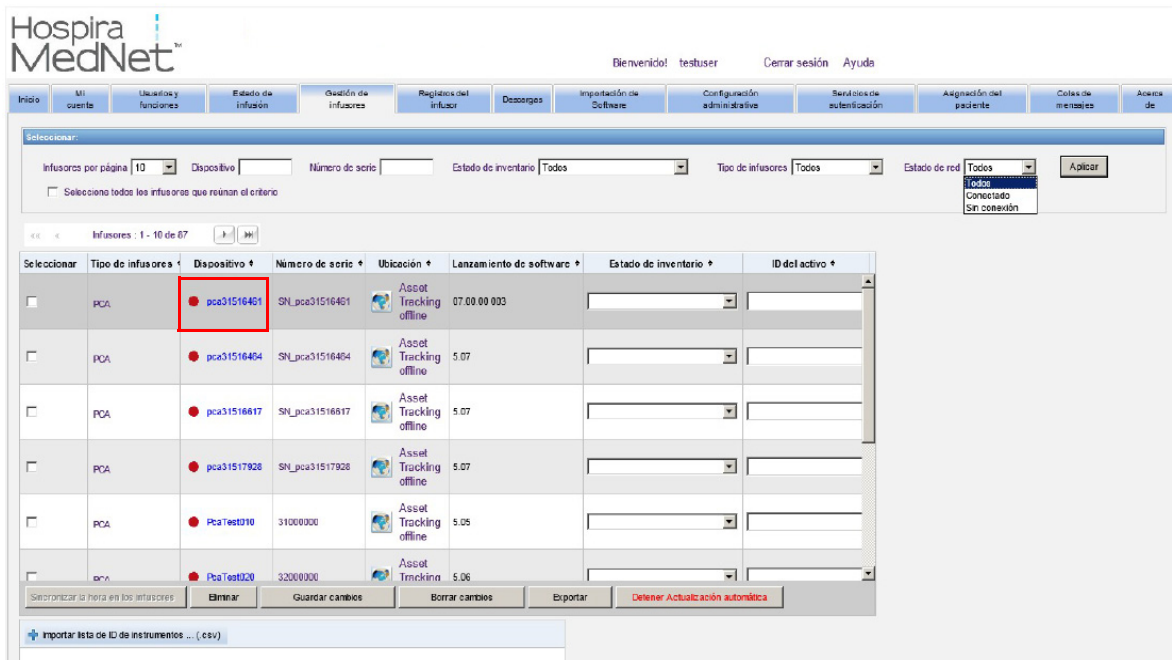 Hospira
MedNet™
Bienvenido! testuser Cerrar sesión Ayuda
Inicio
Mi cuenta
Usuarios y funciones
Estado de infusión
Gestión de infusores
Registros del infusor
Descargas
Importación de Software
Configuración administrativa
Servicios de autenticación
Asignación del paciente
Colas de mensajes
Acerca de
Seleccionar:
Infusores por página 10 Dispositivo Número de serie Estado de inventario Todos Tipo de infusores Todos Estado de red Todos Aplicar
Todos
Conectado
Sin conexión
Seleccione todos los infusores que reúnan el criterio
Infusores : 1 - 10 de 87
Seleccionar Tipo de infusores Dispositivo Número de serie Ubicación Lanzamiento de software Estado de inventario ID del activo
PCA pca31516461 SN_pca31516461 Asset Tracking offline 07.00.00 003
PCA pca31516464 SN_pca31516464 Asset Tracking offline 5.07
PCA pca31516617 SN_pca31516617 Asset Tracking offline 5.07
PCA pca31517928 SN_pca31517928 Asset Tracking offline 5.07
PCA PcaTest010 31000000 Asset Tracking offline 5.05
PCA PcaTest020 32000000 Asset Tracking 5.06
Sincronizar la hora en los infusores Eliminar Guardar cambios Borrar cambios Exportar Detener Actualización automática
Importar lista de ID de instrumentos ... (.csv)